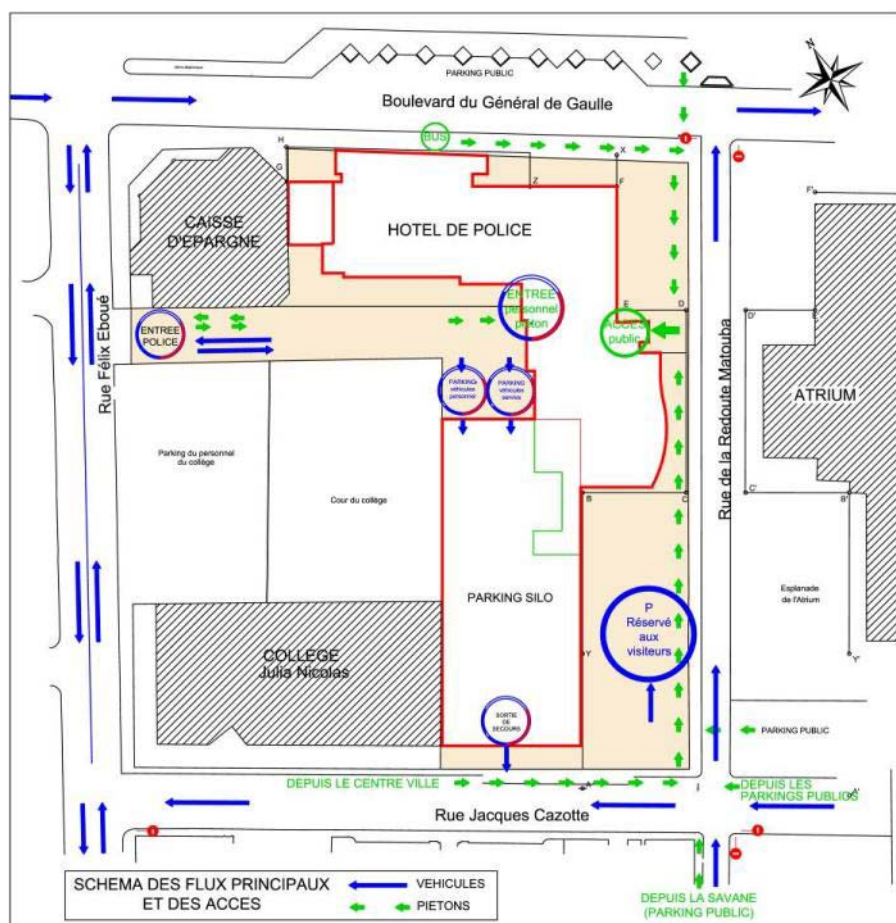 N
PARKING PUBLIC
Boulevard du Général de Gaulle
BUS
H
X
G
Z
F
F'
CAISSE
D'EPARGNE
HOTEL DE POLICE
ENTREE
personnel
piéton
E
D
D'
ENTREE
POLICE
ACCES
public
Rue Félix Eboué
Rue de la Redoute Matouba
ATRIUM
PARKING
véhicules
personnel
PARKING
véhicules
service
Parking du personnel
du collège
Cour du collège
B
C
C'
B'
PARKING SILO
P
Réservé
aux
visiteurs
Esplanade
de l'Atrium
COLLEGE
Julia Nicolas
Y
Y'
SORTIE
DE
SECOURS
PARKING PUBLIC
DEPUIS LE CENTRE VILLE
A
DEPUIS LES
PARKINGS PUBLICS
A'
Rue Jacques Cazotte
SCHEMA DES FLUX PRINCIPAUX
ET DES ACCES
VEHICULES
PIETONS
DEPUIS LA SAVANE
(PARKING PUBLIC)